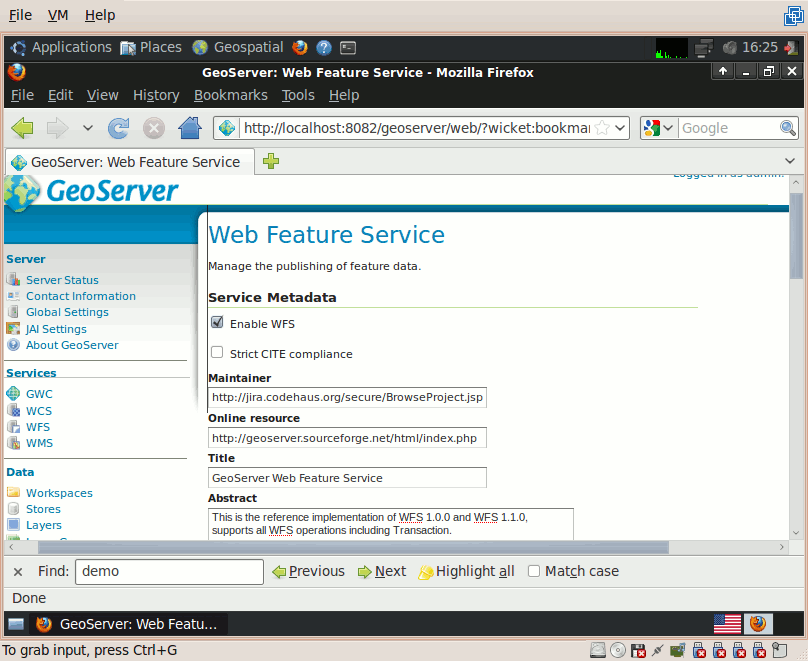 File VM Help
Applications Places Geospatial 16:25
GeoServer: Web Feature Service - Mozilla Firefox
File Edit View History Bookmarks Tools Help
http://localhost:8082/geoserver/web/?wicket:bookmar Google
GeoServer: Web Feature Service
Logged in as admin.
GeoServer
Web Feature Service
Manage the publishing of feature data.
Server
Server Status
Contact Information
Global Settings
JAI Settings
About GeoServer
Services
GWC
WCS
WFS
WMS
Data
Workspaces
Stores
Layers
Service Metadata
Enable WFS
Strict CITE compliance
Maintainer
http://jira.codehaus.org/secure/BrowseProject.jsp
Online resource
http://geoserver.sourceforge.net/html/index.php
Title
GeoServer Web Feature Service
Abstract
This is the reference implementation of WFS 1.0.0 and WFS 1.1.0,
supports all WFS operations including Transaction.
Find: demo Previous Next Highlight all Match case
Done
GeoServer: Web Featu...
To grab input, press Ctrl+G